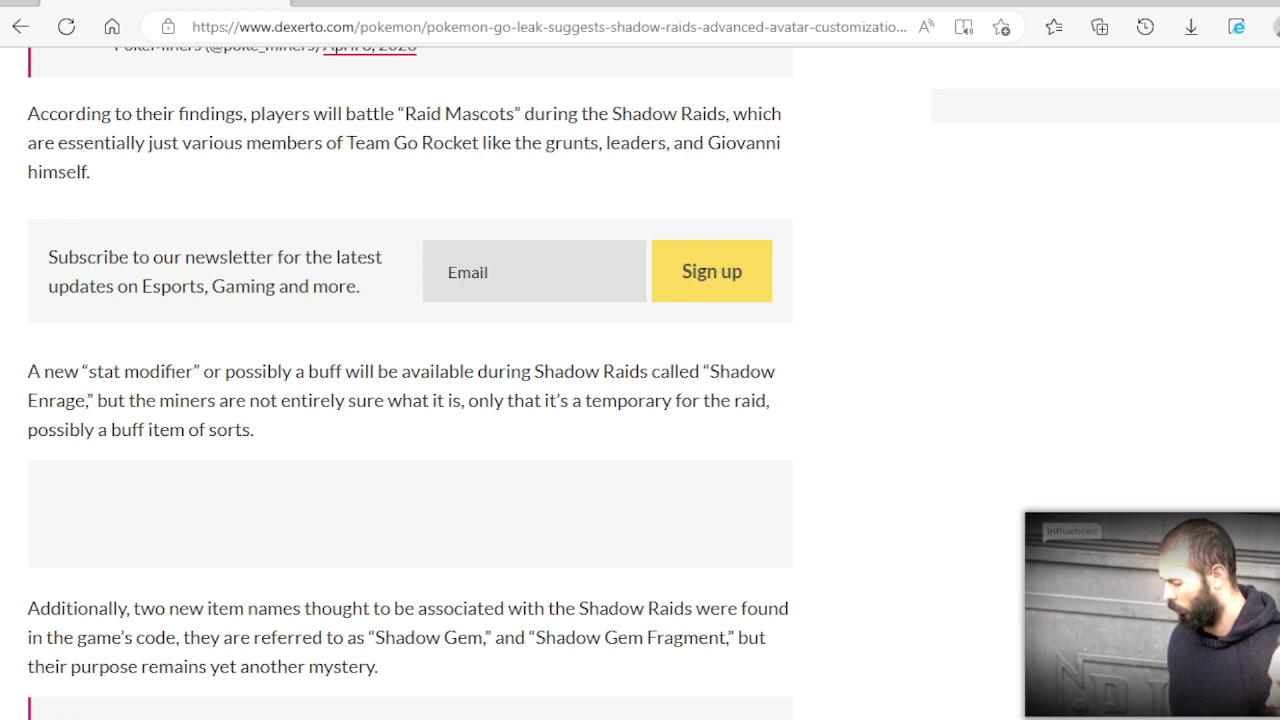 https://www.dexerto.com/pokemon/pokemon-go-leak-suggests-shadow-raids-advanced-avatar-customizatio...
PokeMiners (@poke_miners) April 6, 2023
According to their findings, players will battle “Raid Mascots” during the Shadow Raids, which
are essentially just various members of Team Go Rocket like the grunts, leaders, and Giovanni
himself.
Subscribe to our newsletter for the latest
updates on Esports, Gaming and more.
Email
Sign up
A new “stat modifier” or possibly a buff will be available during Shadow Raids called “Shadow
Enrage,” but the miners are not entirely sure what it is, only that it’s a temporary for the raid,
possibly a buff item of sorts.
influenced
Additionally, two new item names thought to be associated with the Shadow Raids were found
in the game’s code, they are referred to as “Shadow Gem,” and “Shadow Gem Fragment,” but
their purpose remains yet another mystery.